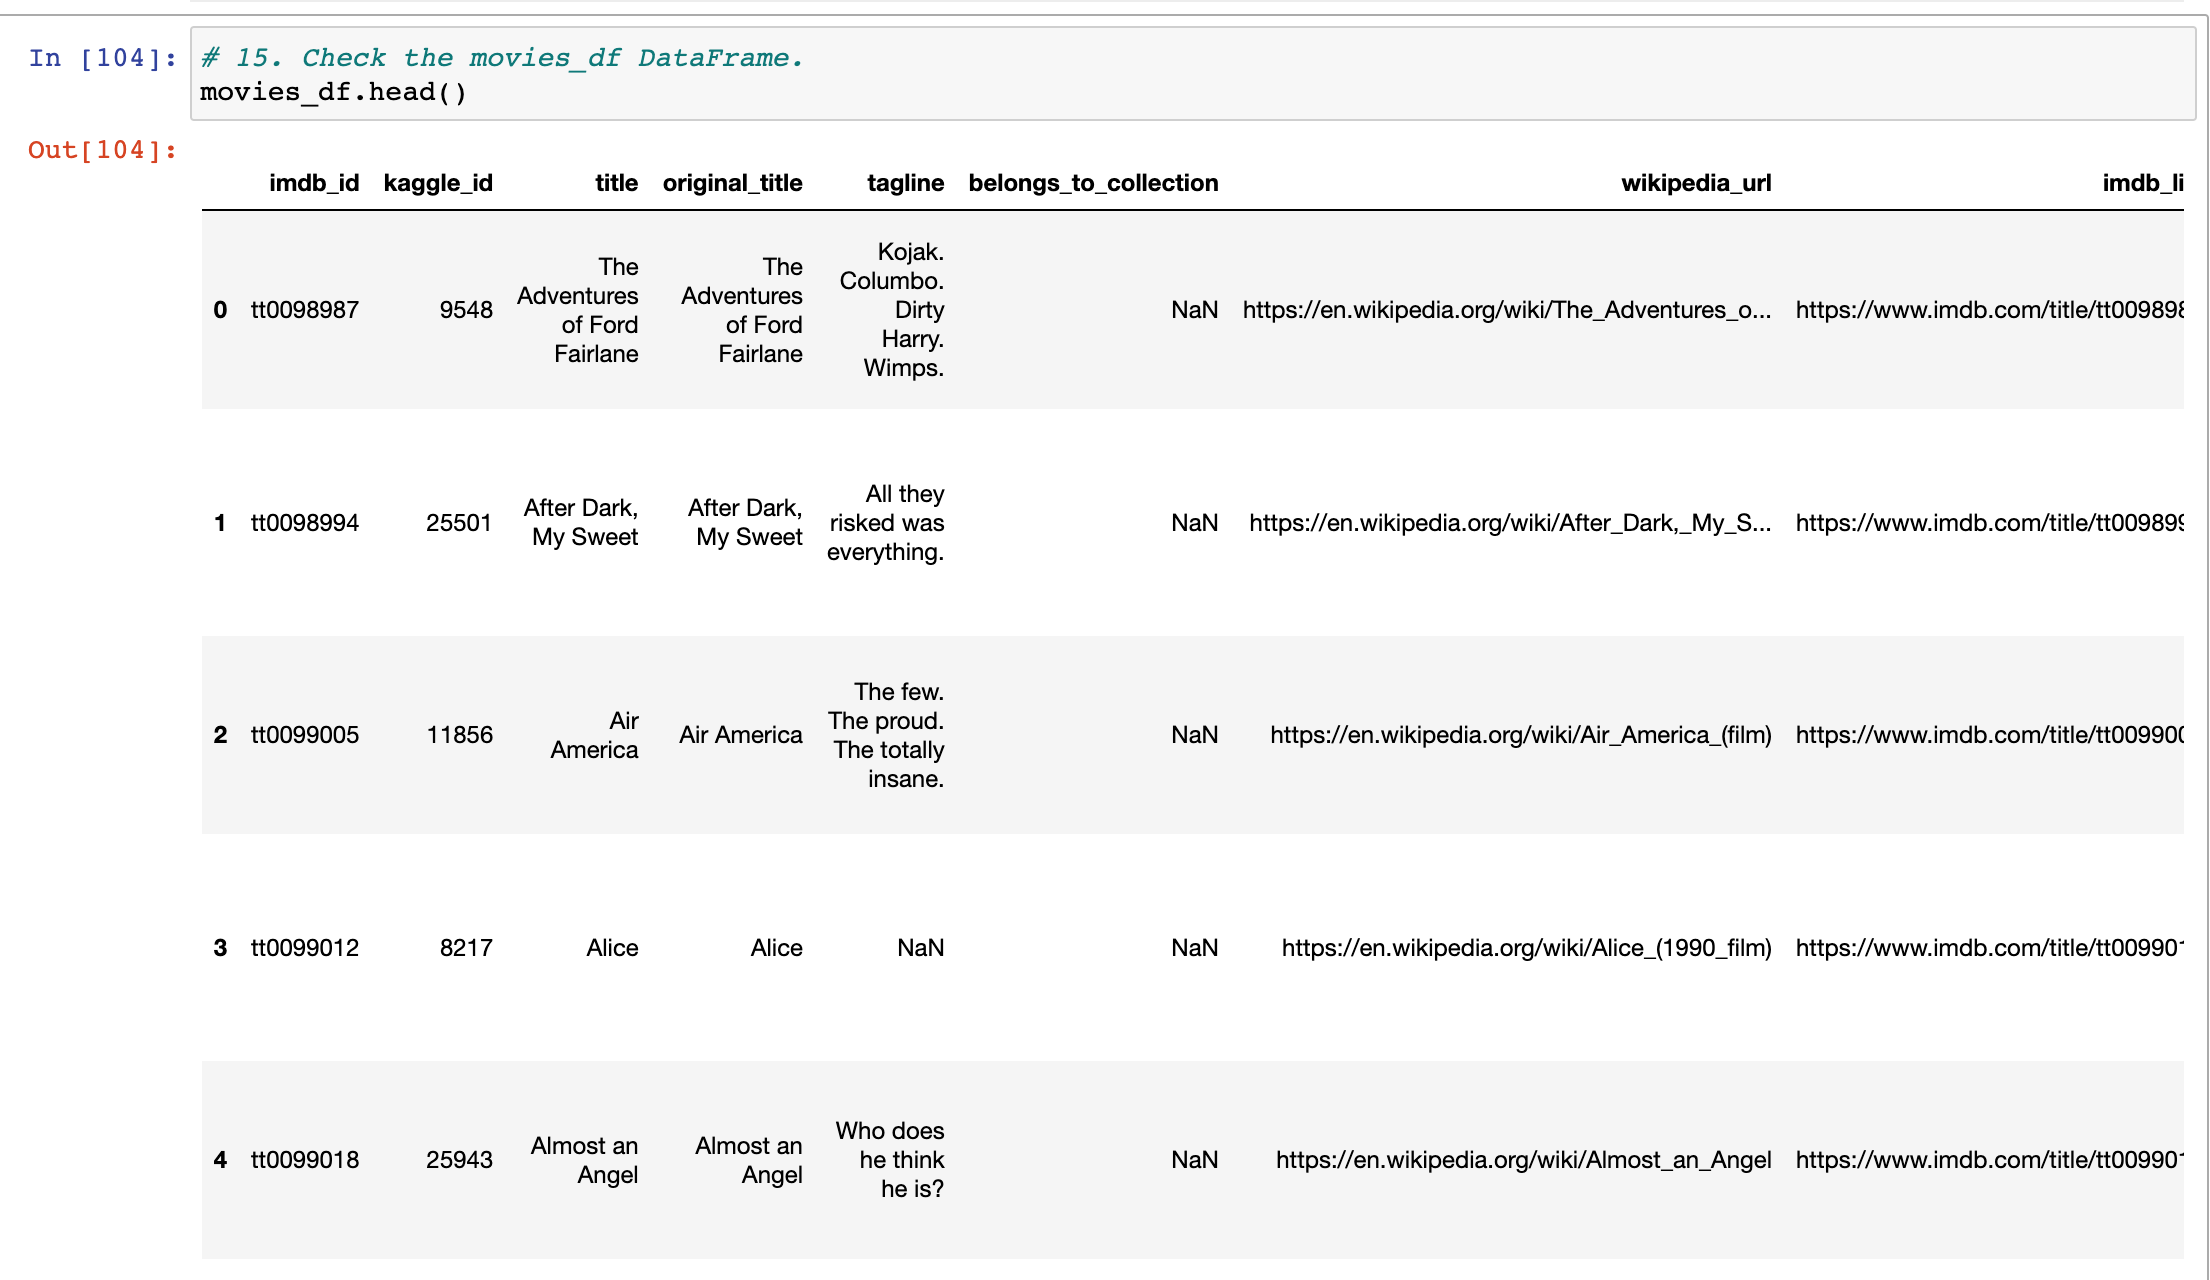 In [104]: # 15. Check the movies_df DataFrame.
movies_df.head()
Out[104]:
imdb_id kaggle_id title original_title tagline belongs_to_collection wikipedia_url imdb_li
0 tt0098987 9548 The Adventures of Ford Fairlane The Adventures of Ford Fairlane Kojak. Columbo. Dirty Harry. Wimps. NaN https://en.wikipedia.org/wiki/The_Adventures_o... https://www.imdb.com/title/tt009898
1 tt0098994 25501 After Dark, My Sweet After Dark, My Sweet All they risked was everything. NaN https://en.wikipedia.org/wiki/After_Dark,_My_S... https://www.imdb.com/title/tt009899
2 tt0099005 11856 Air America Air America The few. The proud. The totally insane. NaN https://en.wikipedia.org/wiki/Air_America_(film) https://www.imdb.com/title/tt009900
3 tt0099012 8217 Alice Alice NaN NaN https://en.wikipedia.org/wiki/Alice_(1990_film) https://www.imdb.com/title/tt009901
4 tt0099018 25943 Almost an Angel Almost an Angel Who does he think he is? NaN https://en.wikipedia.org/wiki/Almost_an_Angel https://www.imdb.com/title/tt009901